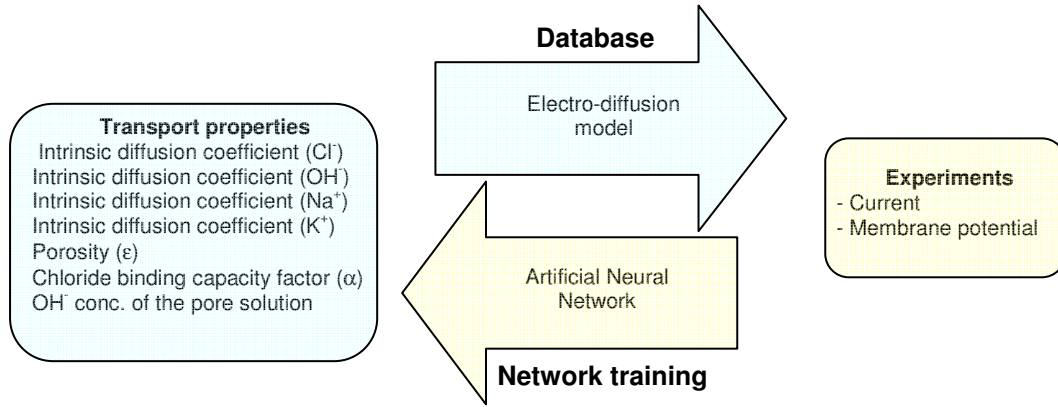 Database
Electro-diffusion
model
Transport properties
Intrinsic diffusion coefficient (Cl⁻)
Intrinsic diffusion coefficient (OH⁻)
Intrinsic diffusion coefficient (Na⁺)
Intrinsic diffusion coefficient (K⁺)
Porosity (ε)
Chloride binding capacity factor (α)
OH⁻ conc. of the pore solution
Experiments
- Current
- Membrane potential
Artificial Neural
Network
Network training